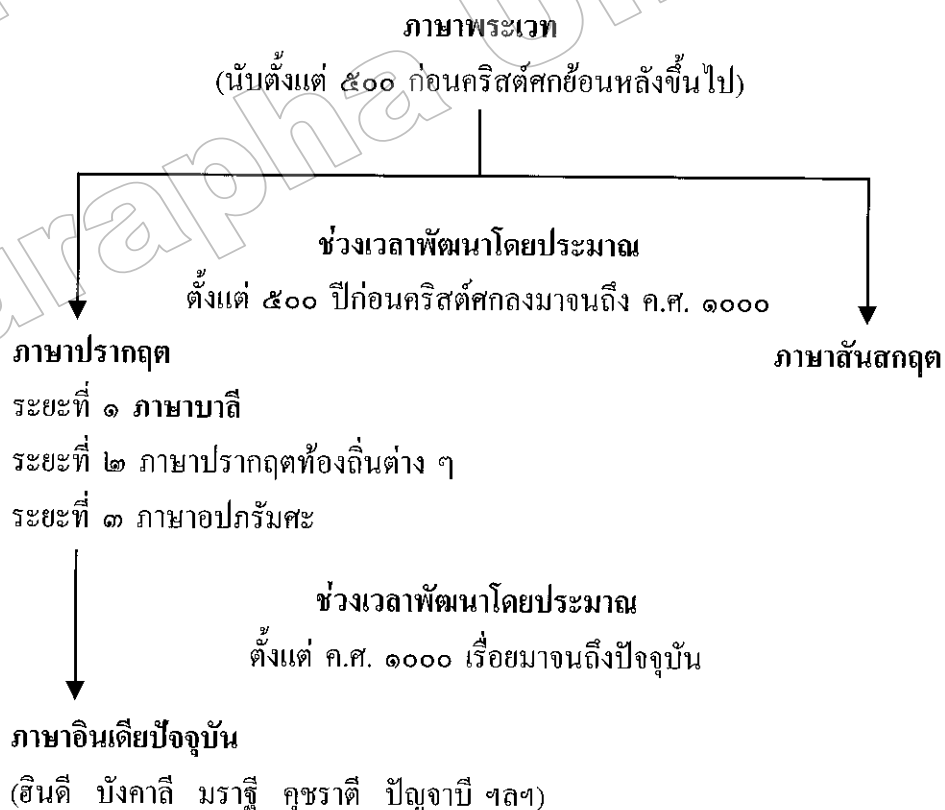 ภาษาพระเวท
(นับตั้งแต่ ๕๐๐ ก่อนคริสต์ศกย้อนหลังขึ้นไป)
ช่วงเวลาพัฒนาโดยประมาณ
ตั้งแต่ ๕๐๐ ปีก่อนคริสต์ศกลงมาจนถึง ค.ศ. ๑๐๐๐
ภาษาปรากฤต
ภาษาสันสกฤต
ระยะที่ ๑ ภาษาบาลี
ระยะที่ ๒ ภาษาปรากฤตท้องถิ่นต่าง ๆ
ระยะที่ ๓ ภาษาอปภรัมศะ
ช่วงเวลาพัฒนาโดยประมาณ
ตั้งแต่ ค.ศ. ๑๐๐๐ เรื่อยมาจนถึงปัจจุบัน
ภาษาอินเดียปัจจุบัน
(ฮินดี บังคาลี มราฐี คุชราตี ปัญจาบี ฯลฯ)